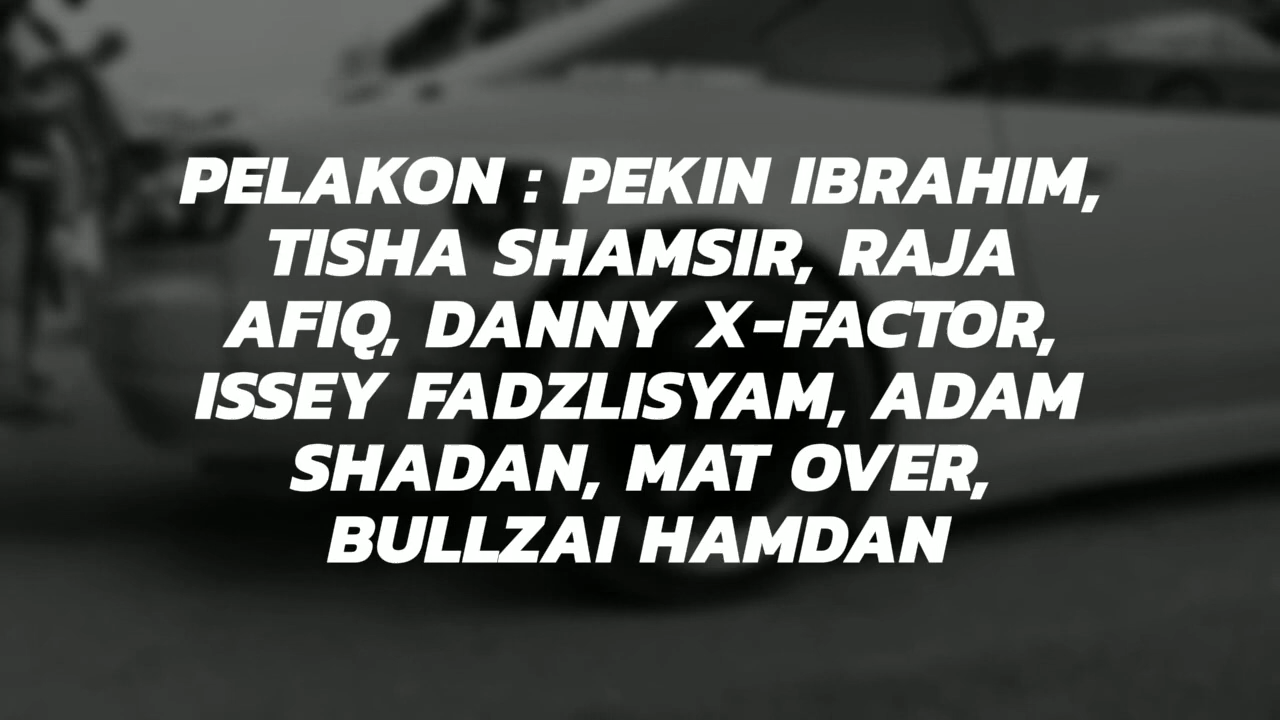 PELAKON : PEKIN IBRAHIM,
TISHA SHAMSIR, RAJA
AFIQ, DANNY X-FACTOR,
ISSEY FADZLISYAM, ADAM
SHADAN, MAT OVER,
BULLZAI HAMDAN